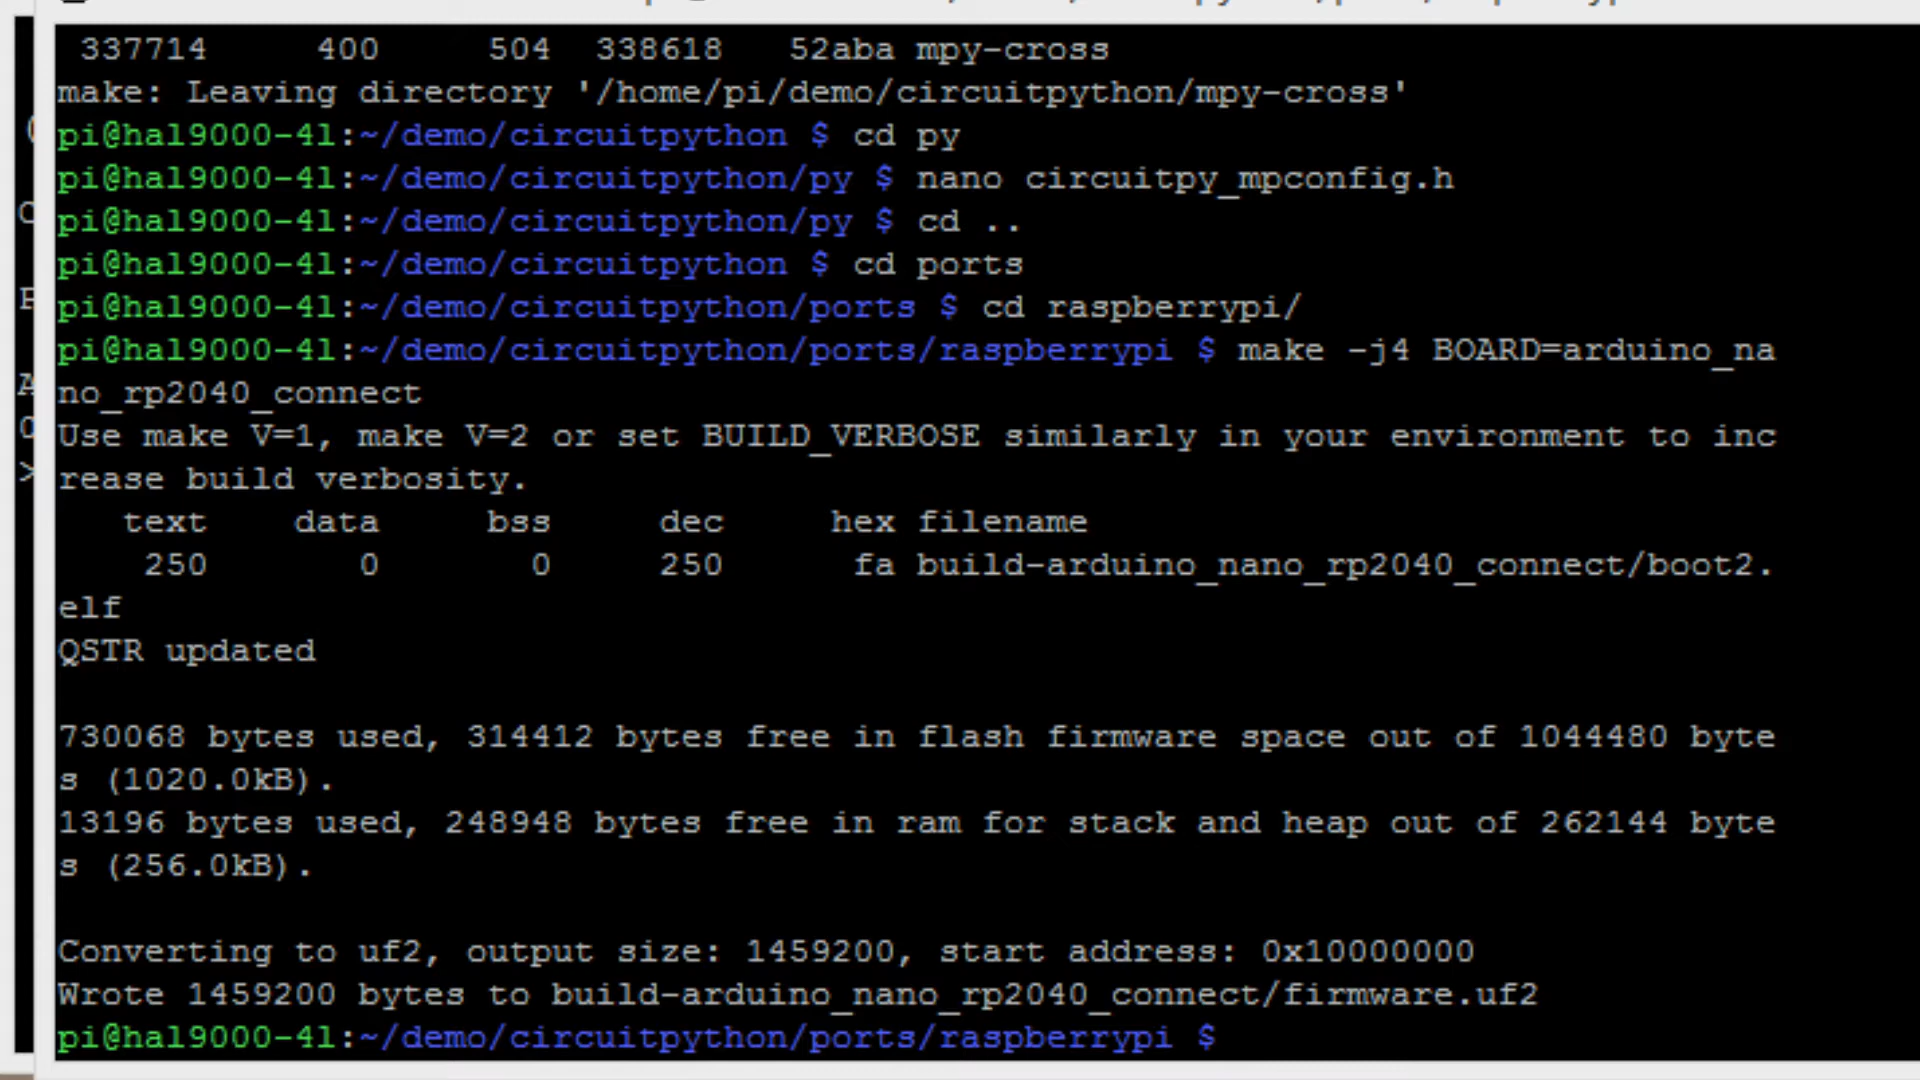 337714     400     504  338618   52aba mpy-cross
make: Leaving directory '/home/pi/demo/circuitpython/mpy-cross'
pi@hal9000-4l:~/demo/circuitpython $ cd py
pi@hal9000-4l:~/demo/circuitpython/py $ nano circuitpy_mpconfig.h
pi@hal9000-4l:~/demo/circuitpython/py $ cd ..
pi@hal9000-4l:~/demo/circuitpython $ cd ports
pi@hal9000-4l:~/demo/circuitpython/ports $ cd raspberrypi/
pi@hal9000-4l:~/demo/circuitpython/ports/raspberrypi $ make -j4 BOARD=arduino_na
no_rp2040_connect
Use make V=1, make V=2 or set BUILD_VERBOSE similarly in your environment to inc
rease build verbosity.
text    data     bss     dec     hex filename
250       0       0     250      fa build-arduino_nano_rp2040_connect/boot2.
elf
QSTR updated
730068 bytes used, 314412 bytes free in flash firmware space out of 1044480 byte
s (1020.0kB).
13196 bytes used, 248948 bytes free in ram for stack and heap out of 262144 byte
s (256.0kB).
Converting to uf2, output size: 1459200, start address: 0x10000000
Wrote 1459200 bytes to build-arduino_nano_rp2040_connect/firmware.uf2
pi@hal9000-4l:~/demo/circuitpython/ports/raspberrypi $